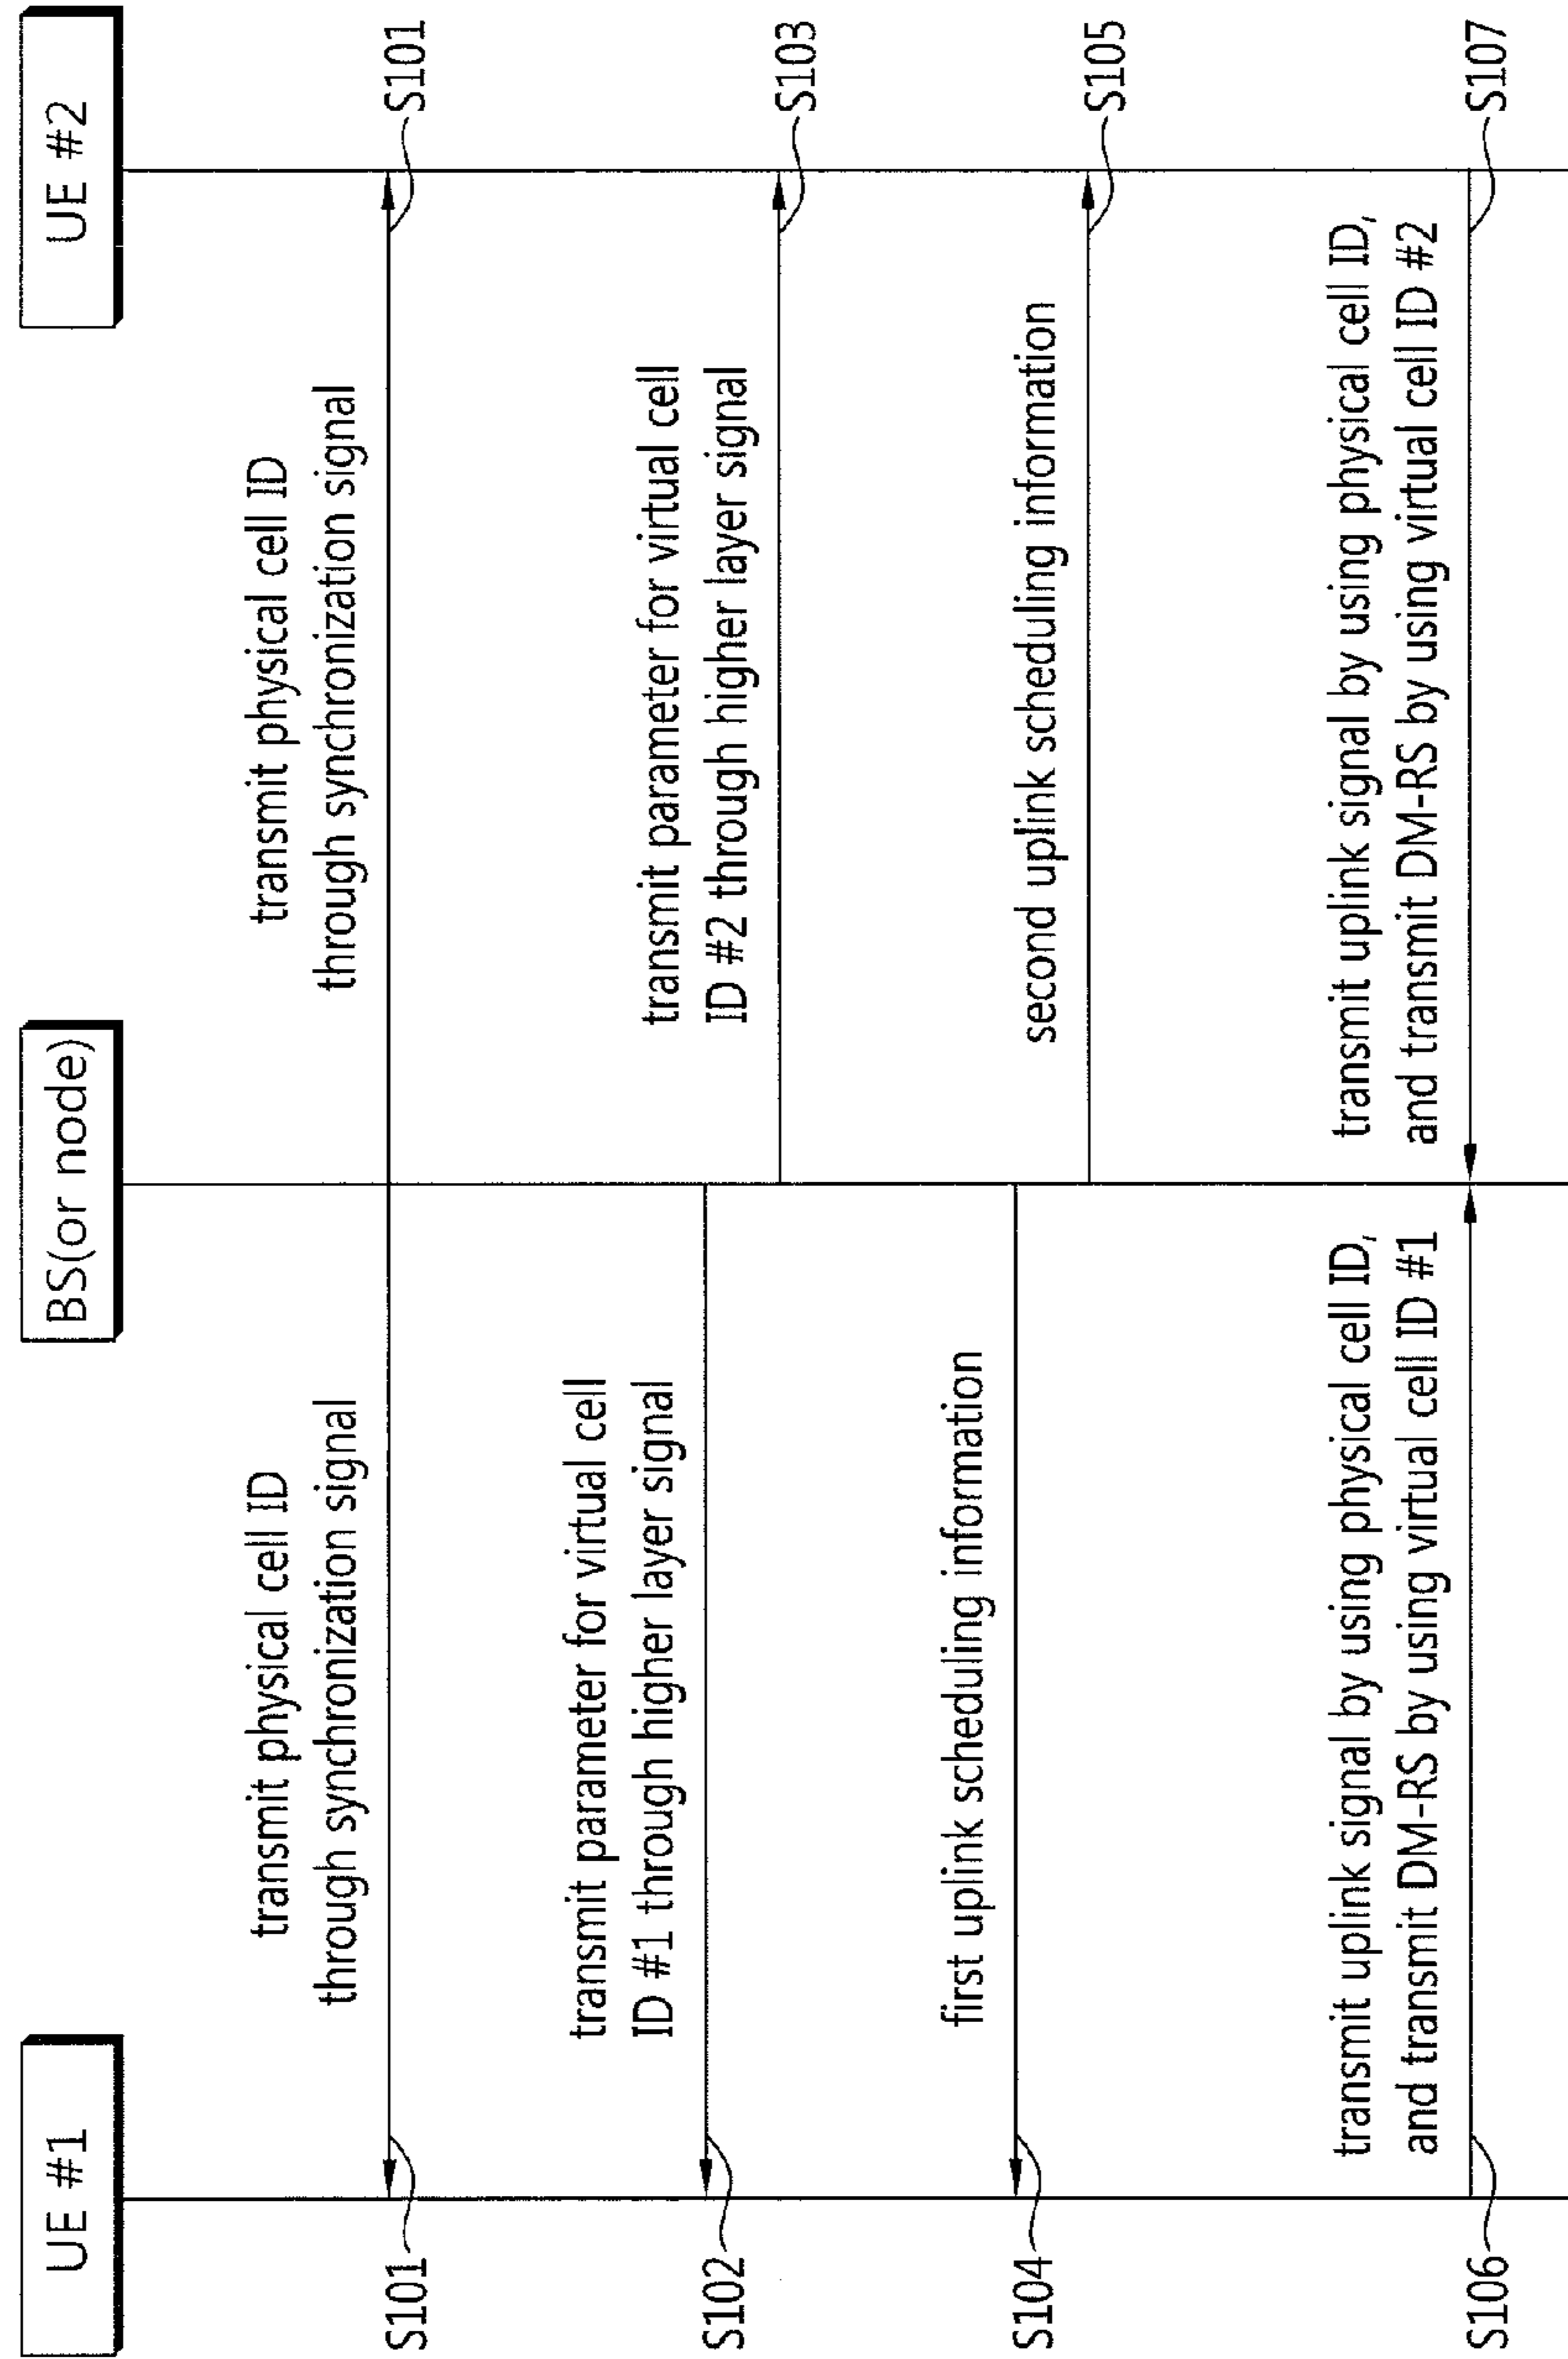 UE #1
BS(or node)
UE #2
transmit physical cell ID
through synchronization signal
S101
transmit physical cell ID
through synchronization signal
S101
transmit parameter for virtual cell
ID #1 through higher layer signal
S102
transmit parameter for virtual cell
ID #2 through higher layer signal
S103
first uplink scheduling information
S104
second uplink scheduling information
S105
transmit uplink signal by using physical cell ID,
and transmit DM-RS by using virtual cell ID #1
S106
transmit uplink signal by using physical cell ID,
and transmit DM-RS by using virtual cell ID #2
S107